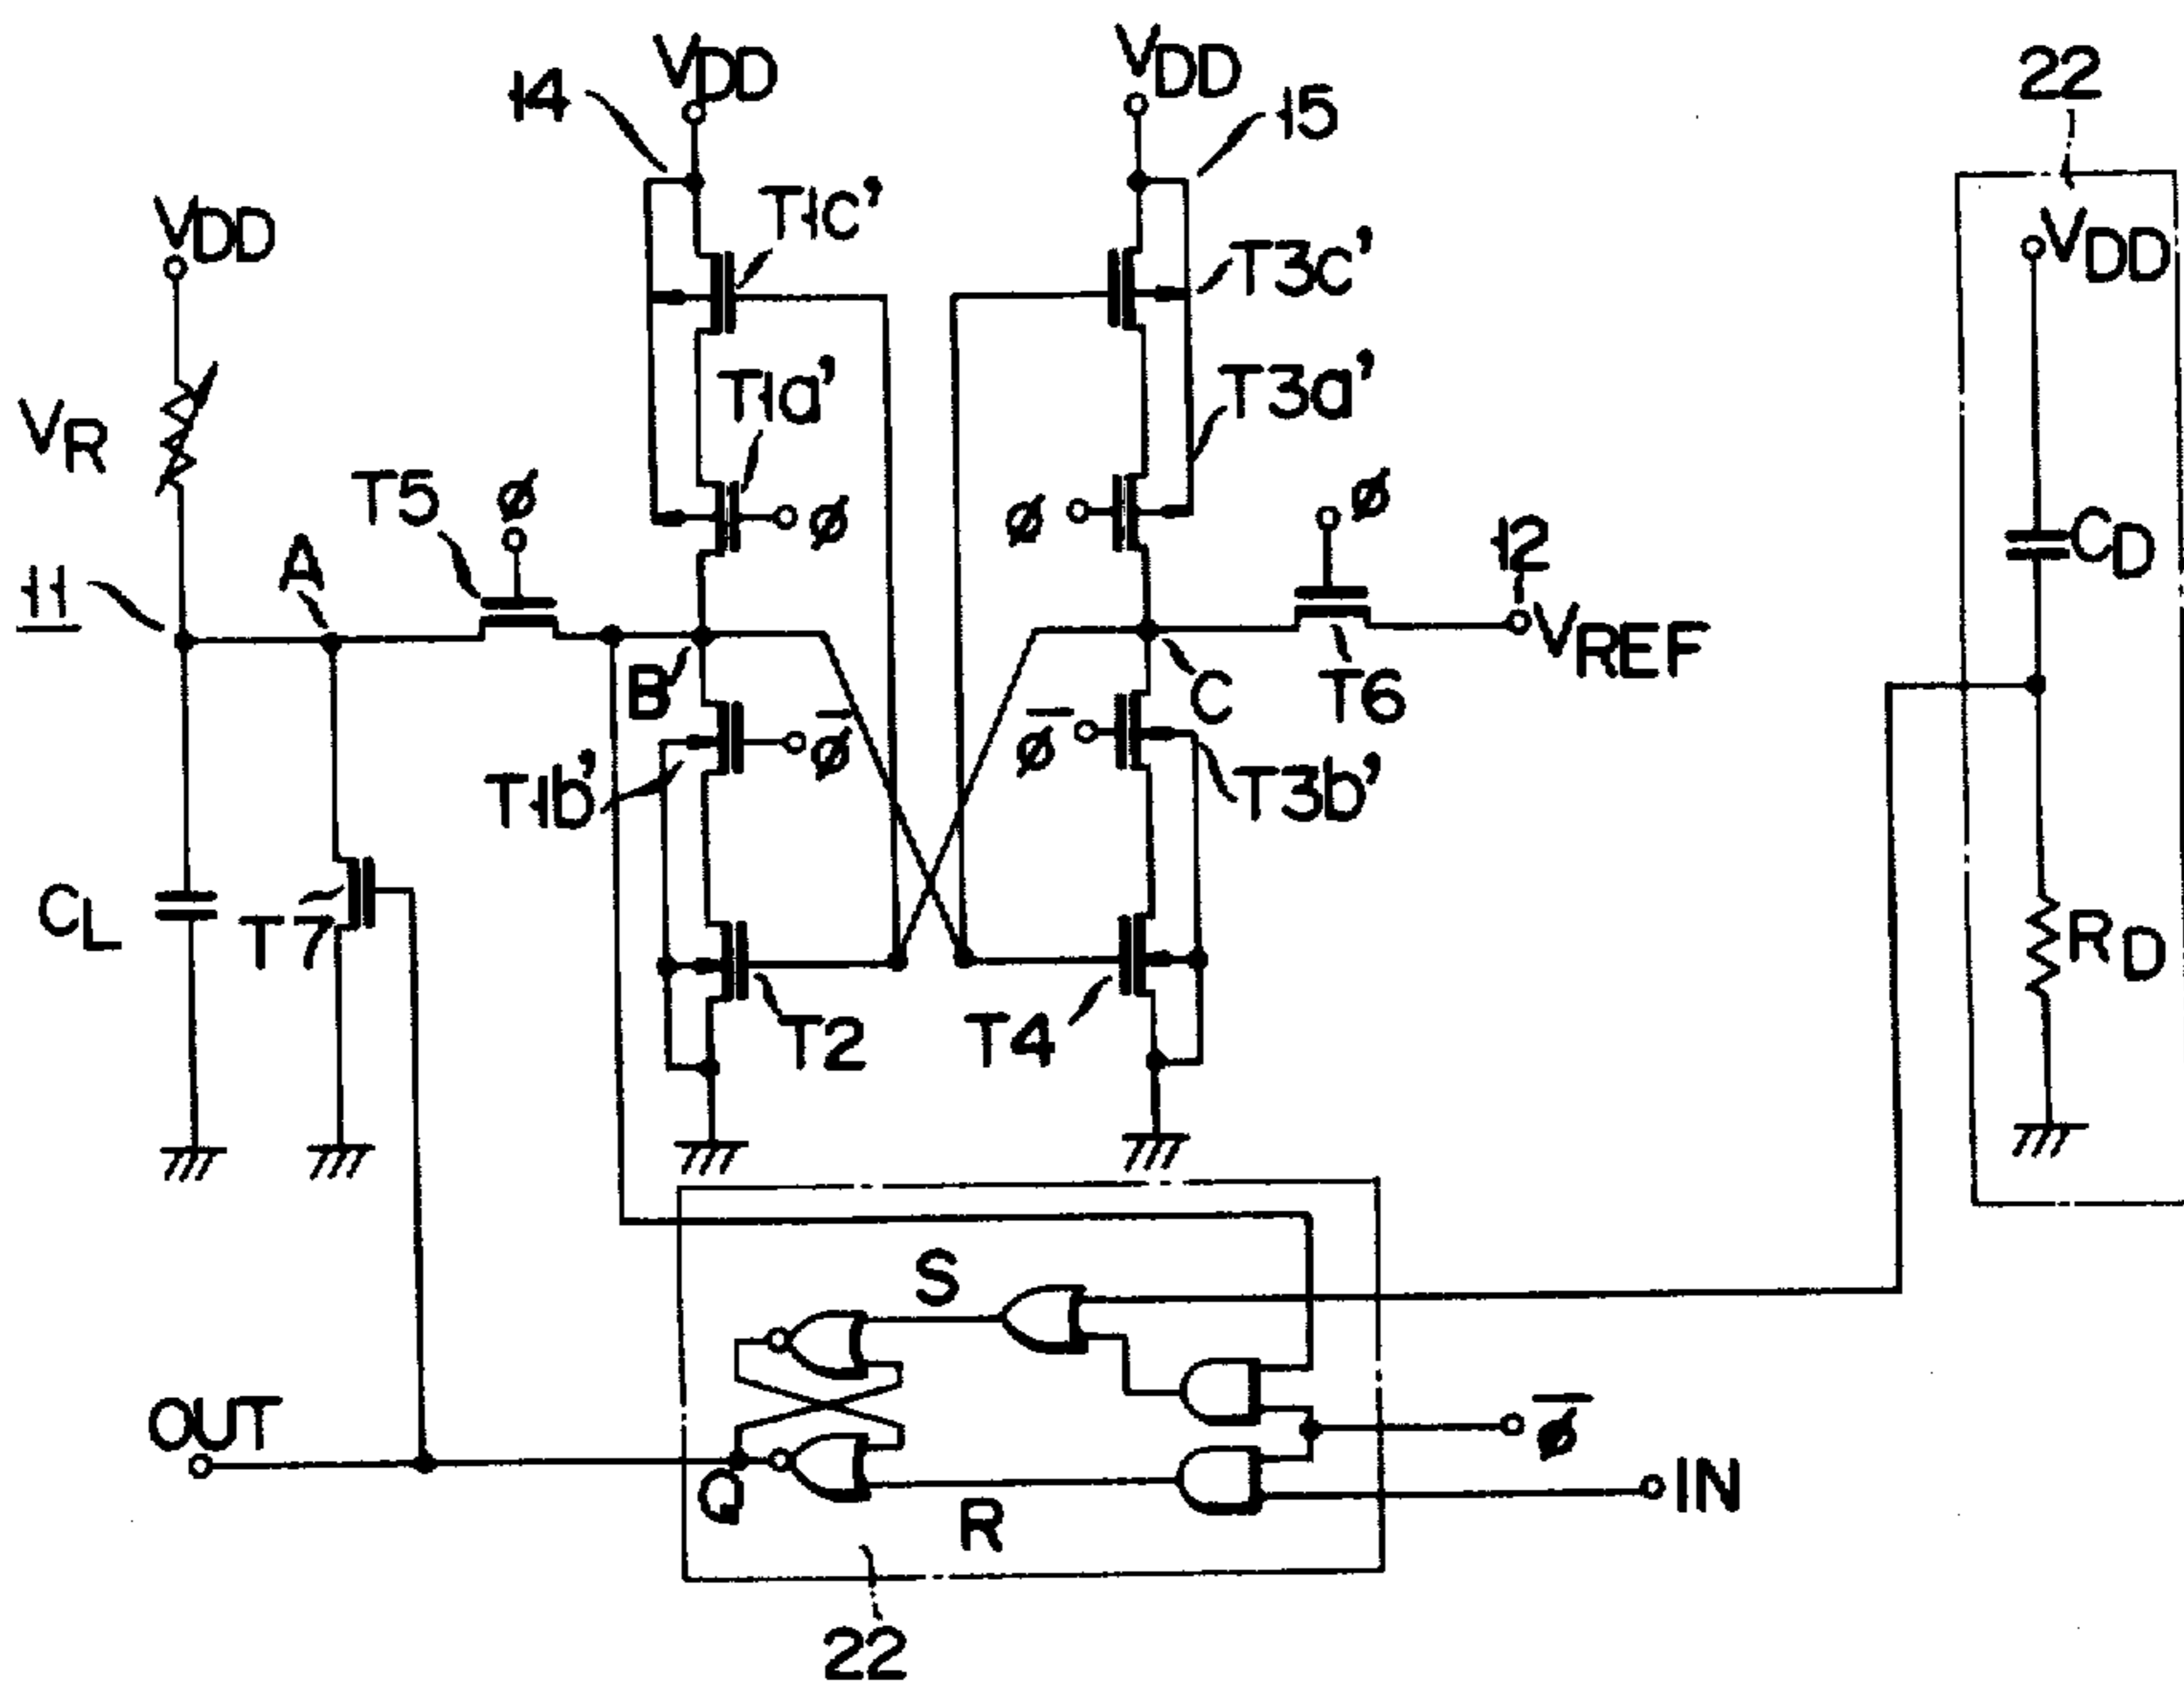 VDD
VDD
22
14
15
T1C'
VDD
T3C'
VDD
T1a'
T3a'
VR
T5
φ
φ
φ
φ
12
CD
A
11
VREF
B
C
T6
φ̅
φ̅
T1b'
T3b'
CL
T7
RD
T2
T4
S
OUT
φ̅
Q
IN
R
22